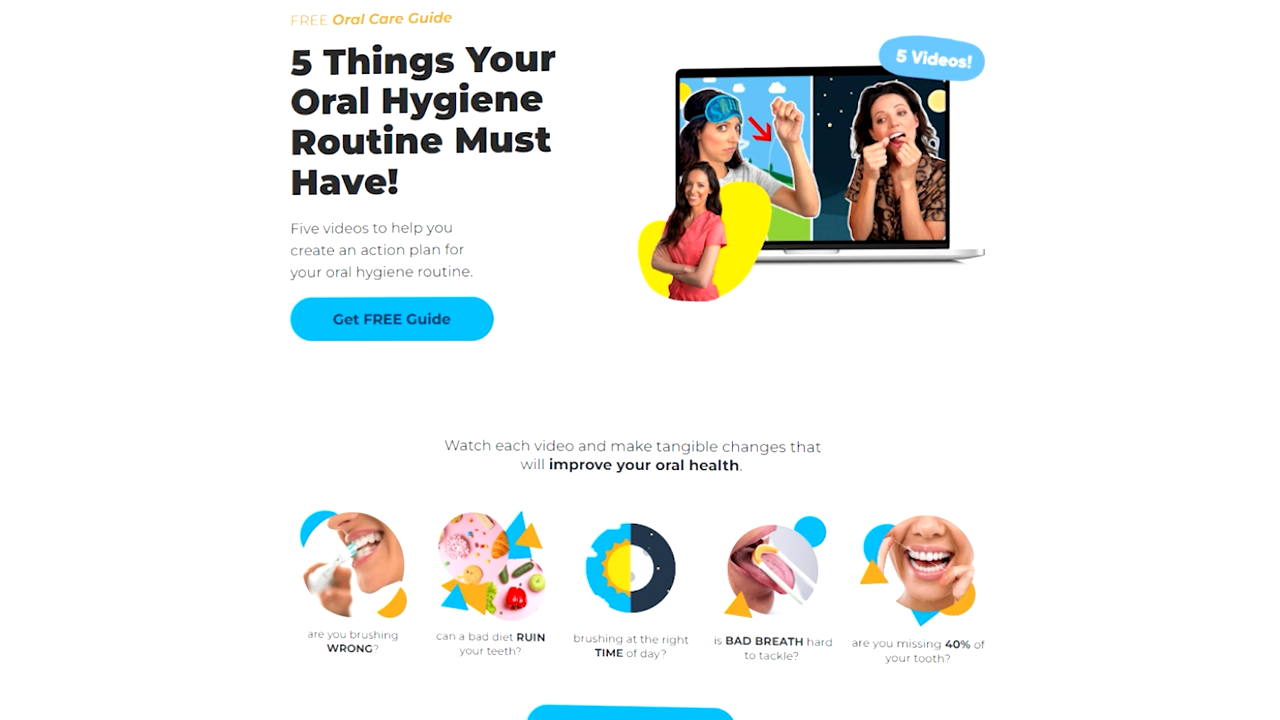 FREE Oral Care Guide
5 Things Your
Oral Hygiene
Routine Must
Have!
Five videos to help you
create an action plan for
your oral hygiene routine.
Get FREE Guide
5 Videos!
Watch each video and make tangible changes that
will improve your oral health.
are you brushing
WRONG?
can a bad diet RUIN
your teeth?
brushing at the right
TIME of day?
is BAD BREATH hard
to tackle?
are you missing 40% of
your tooth?